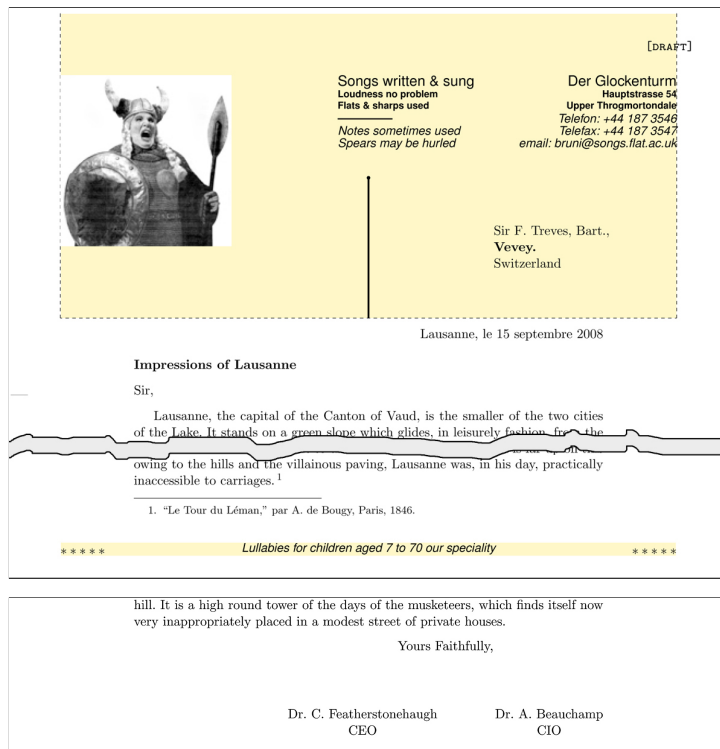 [DRAFT]
Songs written & sung
Loudness no problem
Flats & sharps used
Notes sometimes used
Spears may be hurled
Der Glockenturm
Hauptstrasse 54
Upper Throgmortondale
Telefon: +44 187 3546
Telefax: +44 187 3547
email: bruni@songs.flat.ac.uk
Sir F. Treves, Bart.,
Vevey.
Switzerland
Lausanne, le 15 septembre 2008
Impressions of Lausanne
Sir,
Lausanne, the capital of the Canton of Vaud, is the smaller of the two cities
of the Lake. It stands on a green slope which glides, in leisurely fashion, from the
owing to the hills and the villainous paving, Lausanne was, in his day, practically
inaccessible to carriages. 1
1. “Le Tour du Léman,” par A. de Bougy, Paris, 1846.
*****
Lullabies for children aged 7 to 70 our speciality
*****
hill. It is a high round tower of the days of the musketeers, which finds itself now
very inappropriately placed in a modest street of private houses.
Yours Faithfully,
Dr. C. Featherstonehaugh
CEO
Dr. A. Beauchamp
CIO